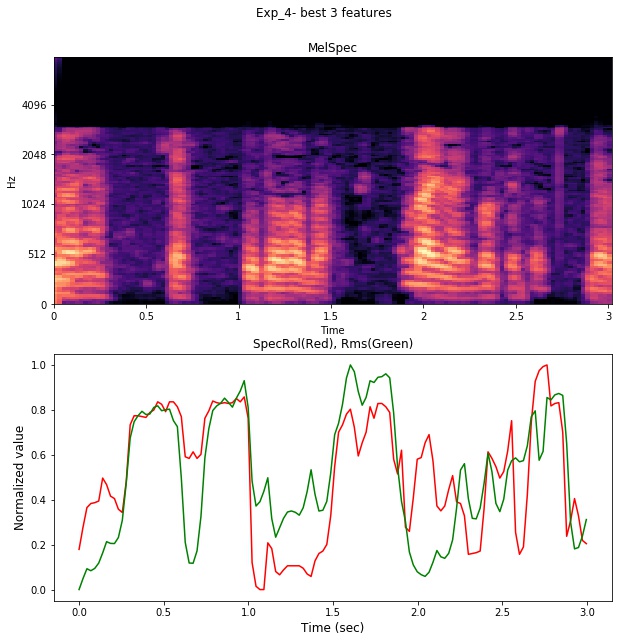 Exp_4- best 3 features
MelSpec
Hz
4096
2048
1024
512
0
0 0.5 1 1.5 2 2.5 3
Time
SpecRol(Red), Rms(Green)
Normalized value
1.0
0.8
0.6
0.4
0.2
0.0
0.0 0.5 1.0 1.5 2.0 2.5 3.0
Time (sec)